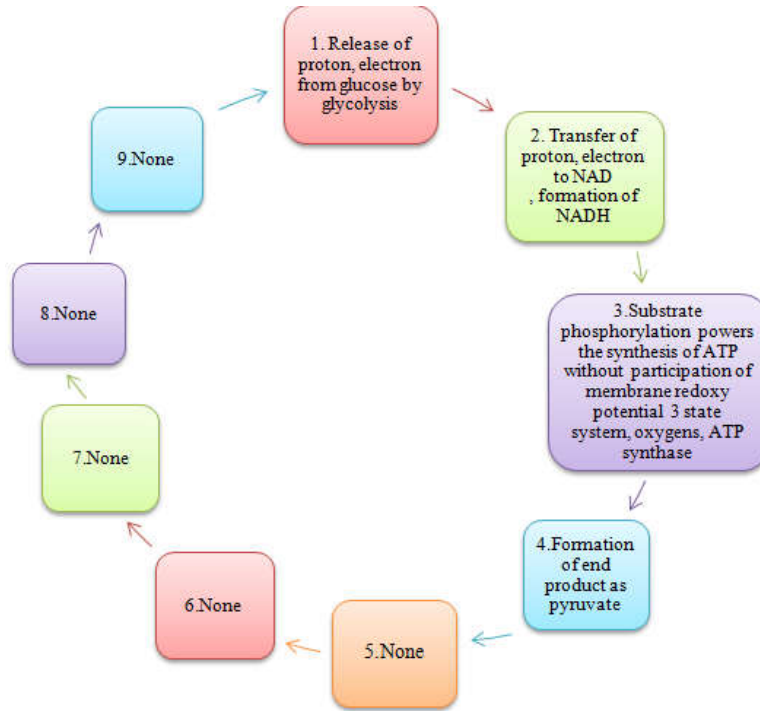 1. Release of
proton, electron
from glucose by
glycolysis
2. Transfer of
proton, electron
to NAD
, formation of
NADH
3.Substrate
phosphorylation powers
the synthesis of ATP
without participation of
membrane redoxy
potential 3 state
system, oxygens, ATP
synthase
4.Formation
of end
product as
pyruvate
5.None
6.None
7.None
8.None
9.None